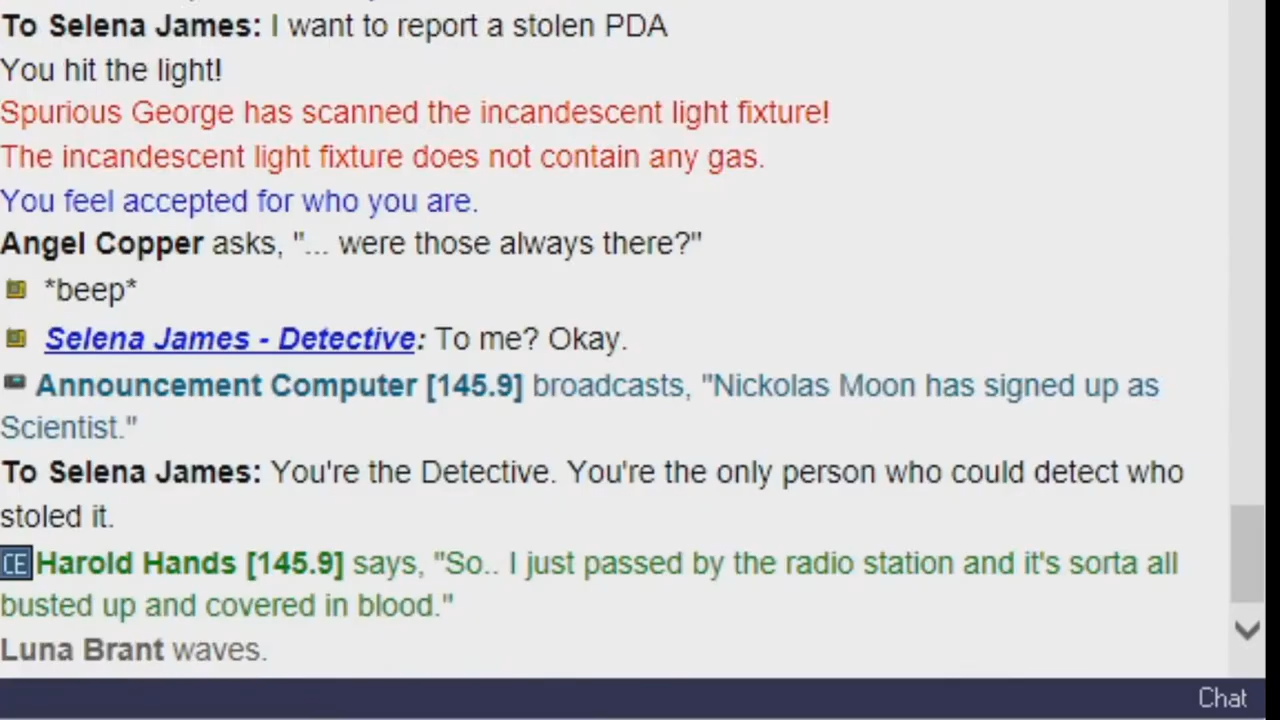 To Selena James: I want to report a stolen PDA
You hit the light!
Spurious George has scanned the incandescent light fixture!
The incandescent light fixture does not contain any gas.
You feel accepted for who you are.
Angel Copper asks, "... were those always there?"
*beep*
Selena James - Detective: To me? Okay.
Announcement Computer [145.9] broadcasts, "Nickolas Moon has signed up as
Scientist."
To Selena James: You're the Detective. You're the only person who could detect who
stoled it.
CE Harold Hands [145.9] says, "So.. I just passed by the radio station and it's sorta all
busted up and covered in blood."
Luna Brant waves.
Chat